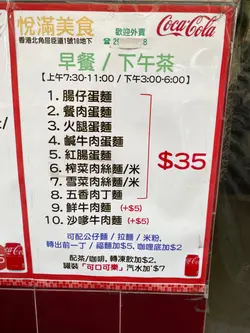 悅滿美食
歡迎外賣
Coca-Cola
香港北角屈臣道1號18地下
早餐 / 下午茶
【上午7:30-11:00 / 下午3:00-6:00】
1. 腸仔蛋麵
2. 餐肉蛋麵
3. 火腿蛋麵
4. 鹹牛肉蛋麵
5. 紅腸蛋麵
6. 榨菜肉絲麵/米
7. 雪菜肉絲麵/米
8. 五香肉丁麵
9. 鮮牛肉麵 (+$5)
10. 沙嗲牛肉麵 (+$5)
$35
可配公仔麵 / 拉麵 / 米粉,
轉出前一丁 / 福麵加$5、咖哩底加$2
配茶/咖啡, 轉凍飲加$2,
罐裝「可口可樂」汽水加$7